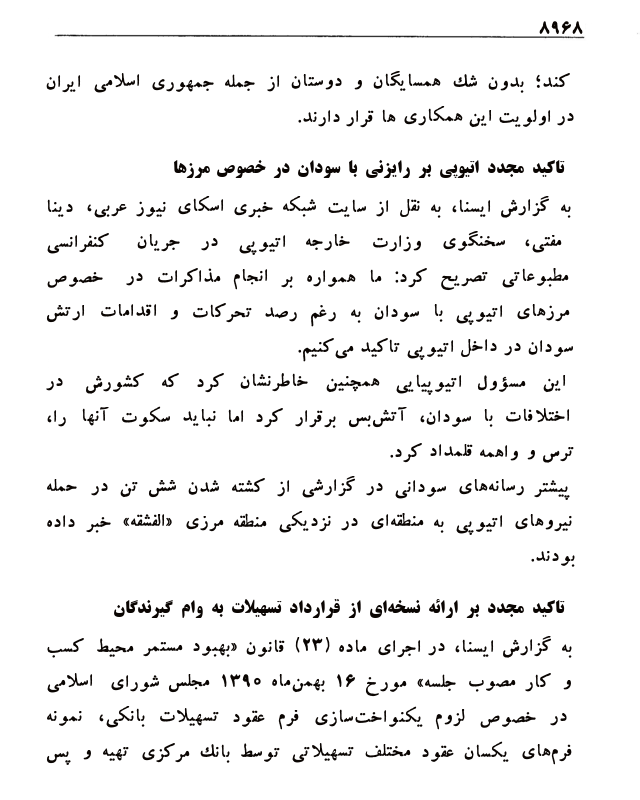 ۸۹۶۸
کند؛ بدون شك همسایگان و دوستان از جمله جمهوری اسلامی ایران
در اولویت این همکاری ها قرار دارند.
تاکید مجدد اتیوپی بر رایزنی با سودان در خصوص مرزها
به گزارش ایسنا، به نقل از سایت شبکه خبری اسکای نیوز عربی، دینا
مفتی، سخنگوی وزارت خارجه اتیوپی در جریان کنفرانسی
مطبوعاتی تصریح کرد: ما همواره بر انجام مذاکرات در خصوص
مرزهای اتیوپی با سودان به رغم رصد تحرکات و اقدامات ارتش
سودان در داخل اتیوپی تاکید می‌کنیم.
این مسؤول اتیوپیایی همچنین خاطرنشان کرد که کشورش در
اختلافات با سودان، آتش‌بس برقرار کرد اما نباید سکوت آنها را،
ترس و واهمه قلمداد کرد.
پیشتر رسانه‌های سودانی در گزارشی از کشته شدن شش تن در حمله
نیروهای اتیوپی به منطقه‌ای در نزدیکی منطقه مرزی «الفشقه» خبر داده
بودند.
تاکید مجدد بر ارائه نسخه‌ای از قرارداد تسهیلات به وام گیرندگان
به گزارش ایسنا، در اجرای ماده (۲۳) قانون «بهبود مستمر محیط کسب
و کار مصوب جلسه» مورخ ۱۶ بهمن‌ماه ۱۳۹۰ مجلس شورای اسلامی
در خصوص لزوم یکنواخت‌سازی فرم عقود تسهیلات بانکی، نمونه
فرم‌های یکسان عقود مختلف تسهیلاتی توسط بانك مرکزی تهیه و پس